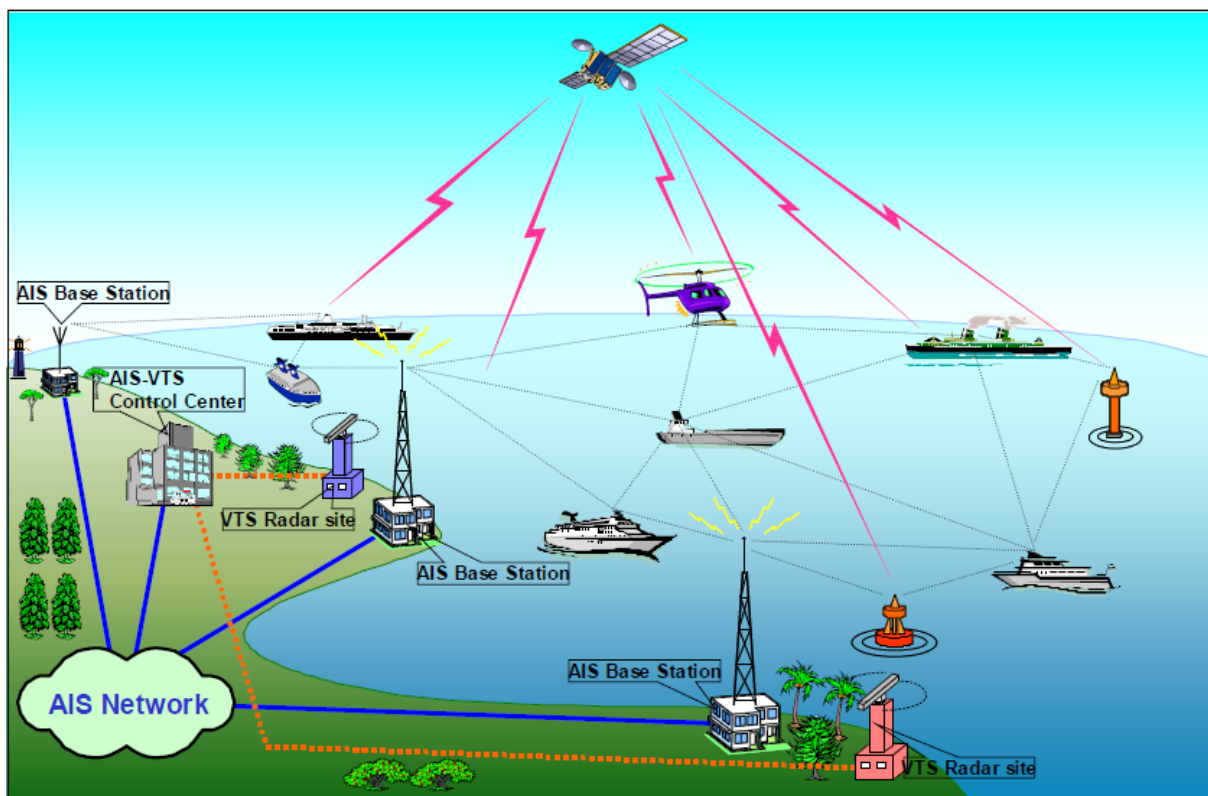 AIS Base Station
AIS-VTS
Control Center
VTS Radar site
AIS Base Station
AIS Base Station
AIS Network
VTS Radar site